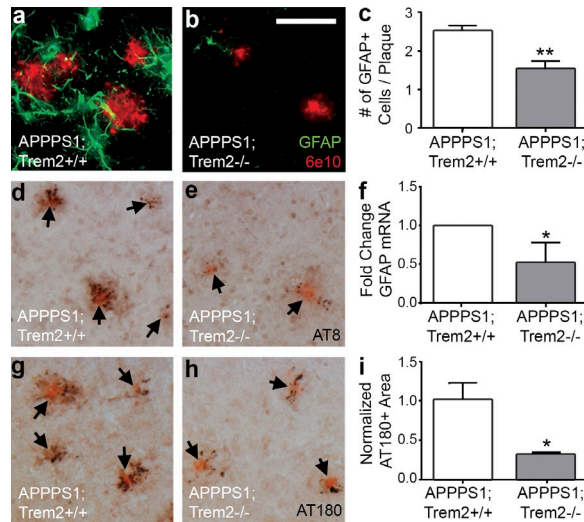 a
APPPS1;
Trem2+/+
b
APPPS1;
Trem2-/-
GFAP
6e10
c
# of GFAP+
Cells / Plaque
3
2
1
0
**
APPPS1;
Trem2+/+
APPPS1;
Trem2-/-
d
APPPS1;
Trem2+/+
e
APPPS1;
Trem2-/-
AT8
f
Fold Change
GFAP mRNA
1.5
1.0
0.5
0.0
*
APPPS1;
Trem2+/+
APPPS1;
Trem2-/-
g
APPPS1;
Trem2+/+
h
APPPS1;
Trem2-/-
AT180
i
Normalized
AT180+ Area
1.5
1.0
0.5
0.0
*
APPPS1;
Trem2+/+
APPPS1;
Trem2-/-